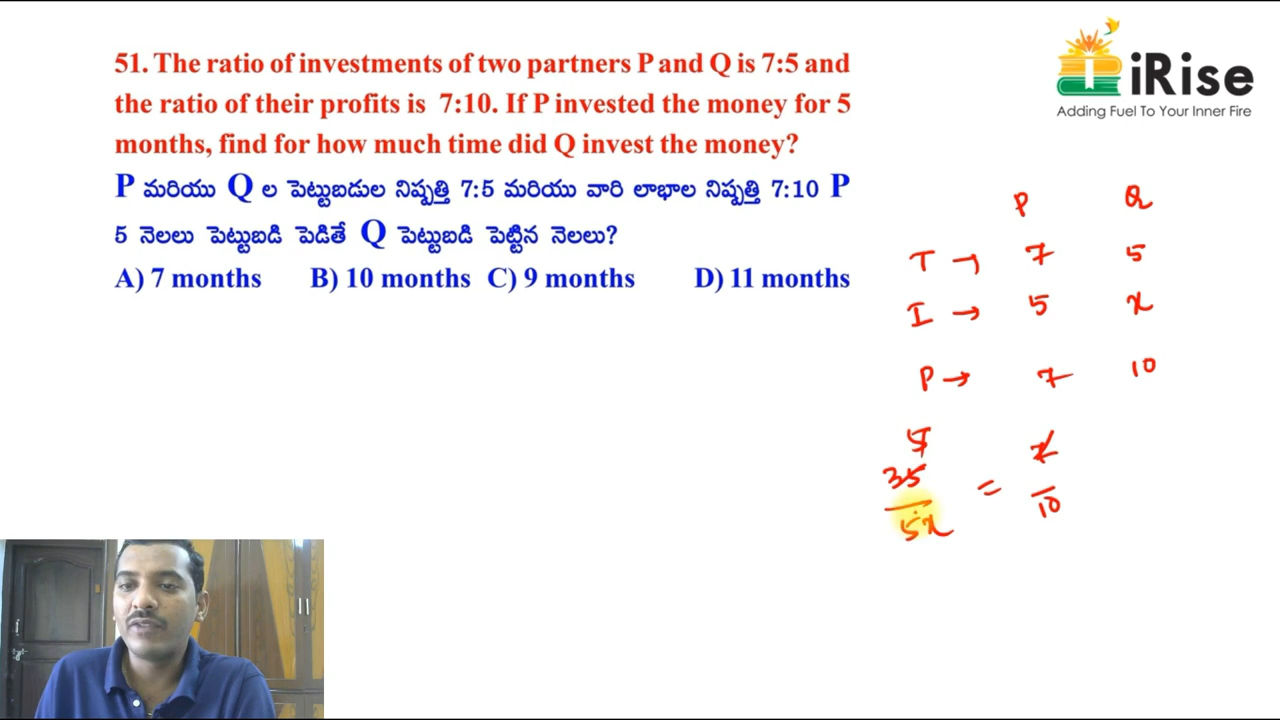 51. The ratio of investments of two partners P and Q is 7:5 and
the ratio of their profits is 7:10. If P invested the money for 5
months, find for how much time did Q invest the money?
P మరియు Q ల పెట్టుబడుల నిష్పత్తి 7:5 మరియు వారి లాభాల నిష్పత్తి 7:10 P
5 నెలలు పెట్టుబడి పెడితే Q పెట్టుబడి పెట్టిన నెలలు?
A) 7 months B) 10 months C) 9 months D) 11 months
iRise
Adding Fuel To Your Inner Fire
P Q
T → 7 5
I → 5 x
P → 7 10
5
35 / 5x = 7 / 10